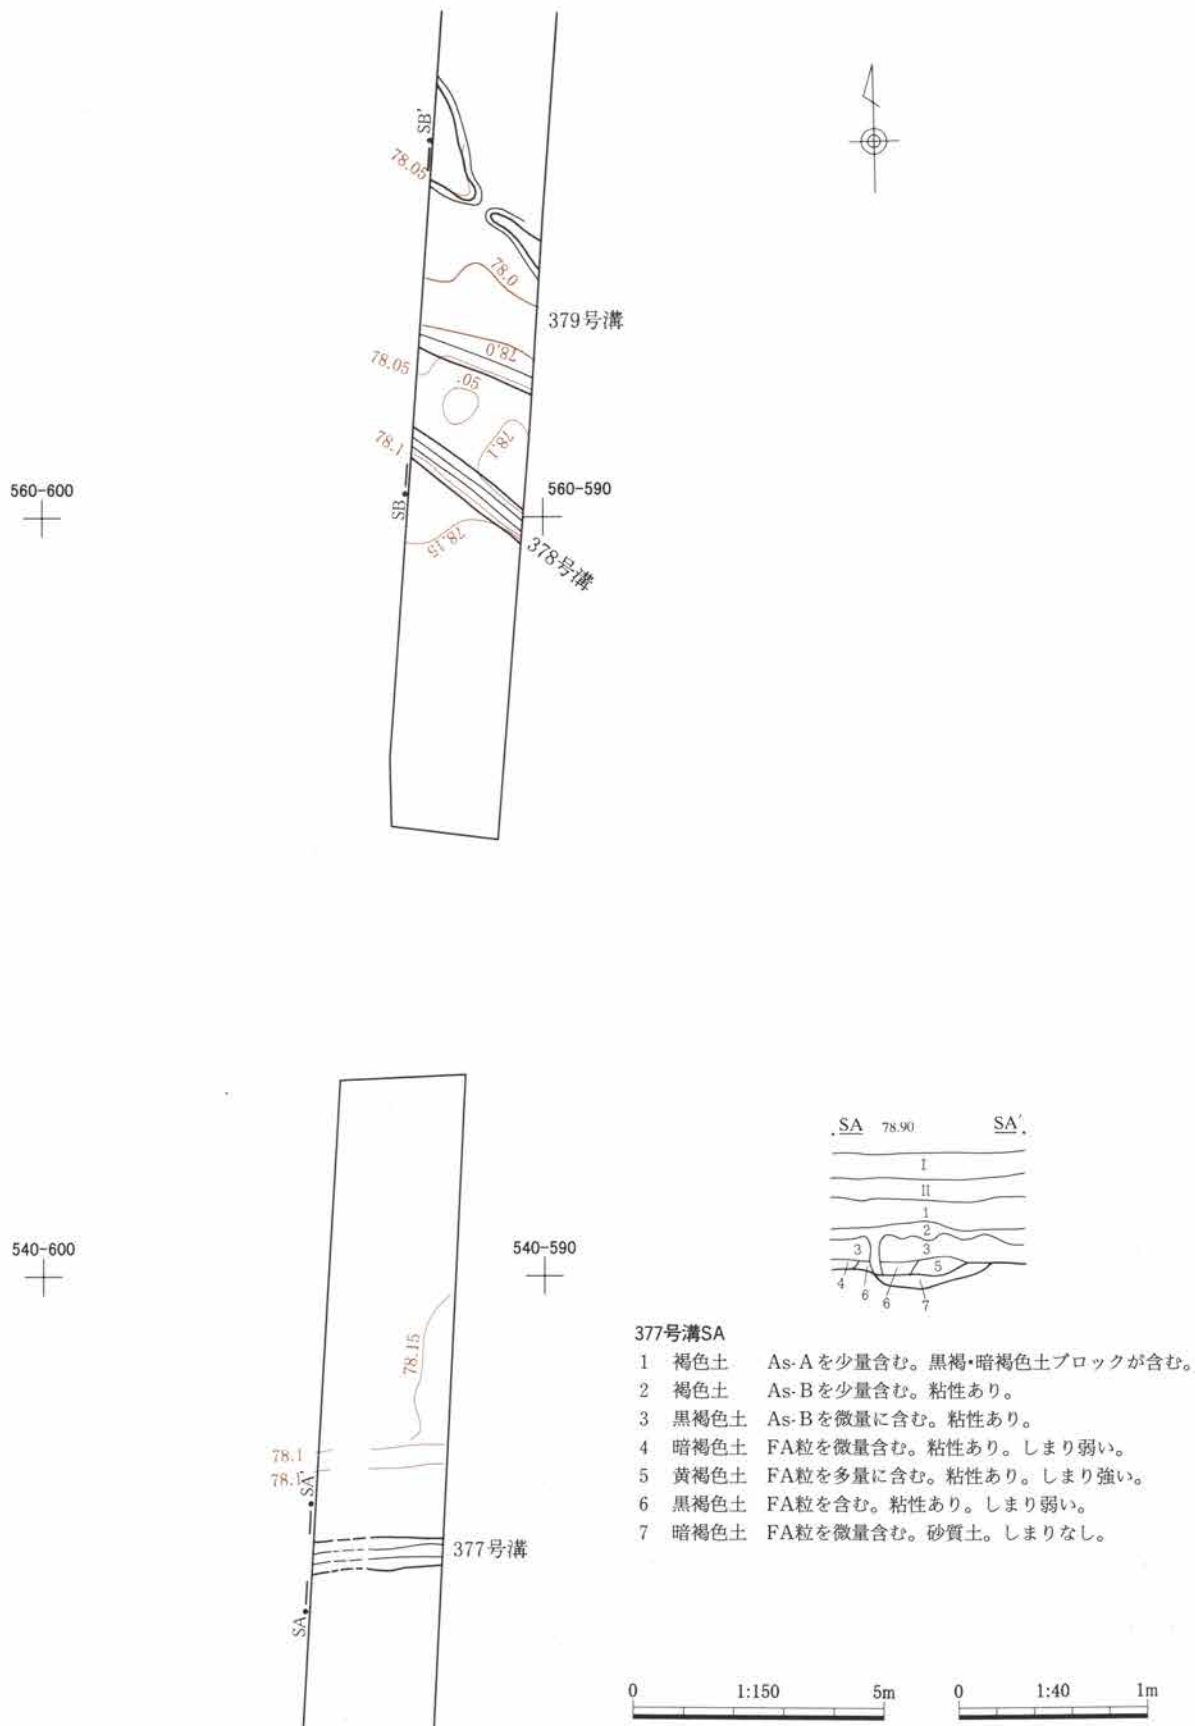 SB'
78.05
78.0
379号溝
78.0
78.05
.05
78.1
78.1
560-600
560-590
SB
78.15
378号溝
SA 78.90 SA'
I
II
1
2
3 3
5
4 6 6 7
540-600
540-590
78.15
377号溝SA
1 褐色土 As-Aを少量含む。黒褐・暗褐色土ブロックが含む。
2 褐色土 As-Bを少量含む。粘性あり。
3 黒褐色土 As-Bを微量に含む。粘性あり。
4 暗褐色土 FA粒を微量含む。粘性あり。しまり弱い。
5 黄褐色土 FA粒を多量に含む。粘性あり。しまり強い。
6 黒褐色土 FA粒を含む。粘性あり。しまり弱い。
7 暗褐色土 FA粒を微量含む。砂質土。しまりなし。
78.1
78.1
SA'
377号溝
SA
0 1:150 5m
0 1:40 1m